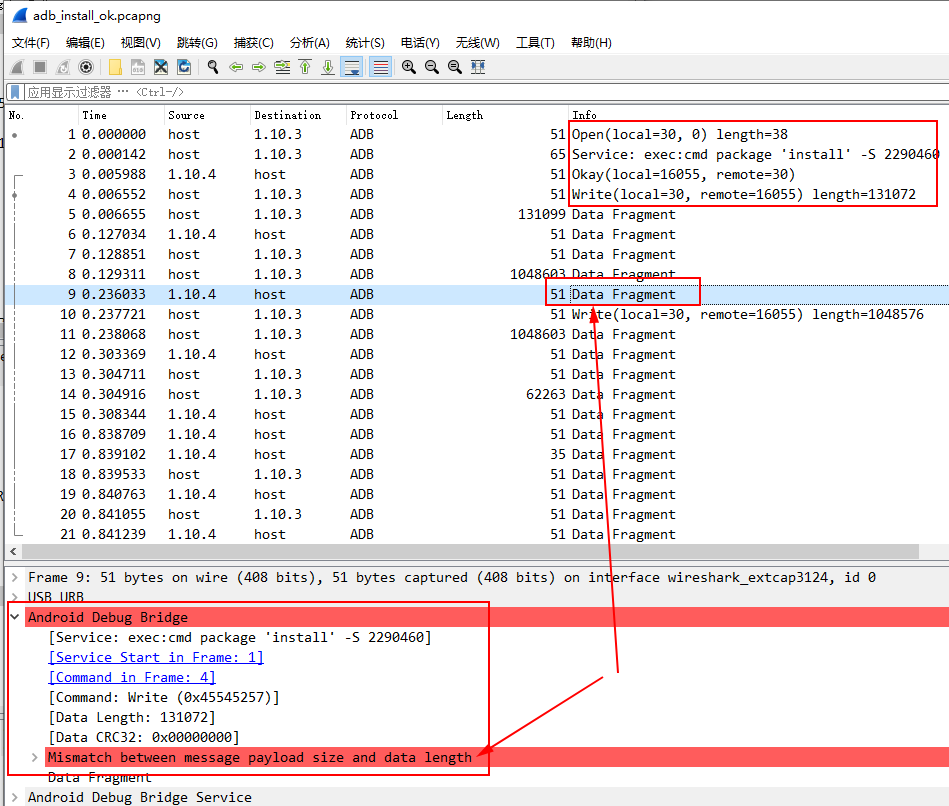 adb_install_ok.pcapng
文件(F) 编辑(E) 视图(V) 跳转(G) 捕获(C) 分析(A) 统计(S) 电话(Y) 无线(W) 工具(T) 帮助(H)
应用显示过滤器 … <Ctrl-/>
No. Time Source Destination Protocol Length Info
1 0.000000 host 1.10.3 ADB 51 Open(local=30, 0) length=38
2 0.000142 host 1.10.3 ADB 65 Service: exec:cmd package 'install' -S 2290460
3 0.005988 1.10.4 host ADB 51 Okay(local=16055, remote=30)
4 0.006552 host 1.10.3 ADB 51 Write(local=30, remote=16055) length=131072
5 0.006655 host 1.10.3 ADB 131099 Data Fragment
6 0.127034 1.10.4 host ADB 51 Data Fragment
7 0.128851 host 1.10.3 ADB 51 Data Fragment
8 0.129311 host 1.10.3 ADB 1048603 Data Fragment
9 0.236033 1.10.4 host ADB 51 Data Fragment
10 0.237721 host 1.10.3 ADB 51 Write(local=30, remote=16055) length=1048576
11 0.238068 host 1.10.3 ADB 1048603 Data Fragment
12 0.303369 1.10.4 host ADB 51 Data Fragment
13 0.304711 host 1.10.3 ADB 51 Data Fragment
14 0.304916 host 1.10.3 ADB 62263 Data Fragment
15 0.308344 1.10.4 host ADB 51 Data Fragment
16 0.838709 1.10.4 host ADB 51 Data Fragment
17 0.839102 1.10.4 host ADB 35 Data Fragment
18 0.839533 host 1.10.3 ADB 51 Data Fragment
19 0.840763 1.10.4 host ADB 51 Data Fragment
20 0.841055 host 1.10.3 ADB 51 Data Fragment
21 0.841239 1.10.4 host ADB 51 Data Fragment
Frame 9: 51 bytes on wire (408 bits), 51 bytes captured (408 bits) on interface wireshark_extcap3124, id 0
USB URB
Android Debug Bridge
[Service: exec:cmd package 'install' -S 2290460]
[Service Start in Frame: 1]
[Command in Frame: 4]
[Command: Write (0x45545257)]
[Data Length: 131072]
[Data CRC32: 0x00000000]
Mismatch between message payload size and data length
Data Fragment
Android Debug Bridge Service